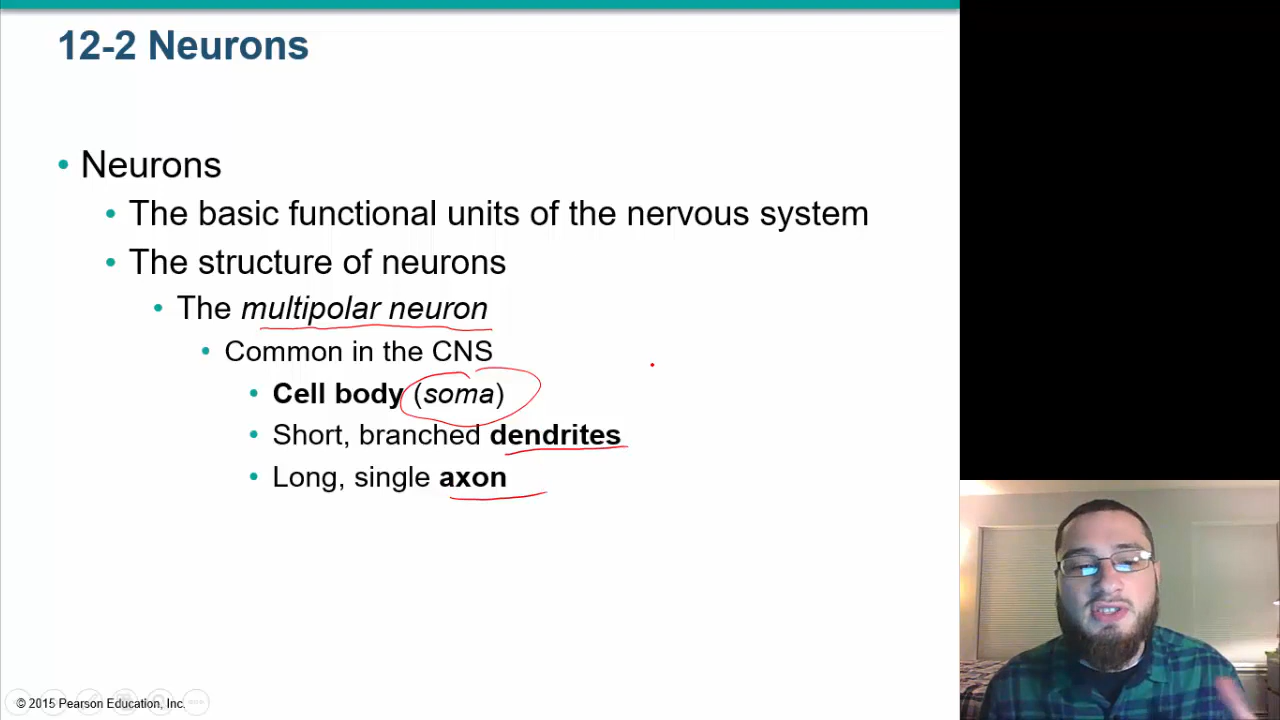 12-2 Neurons
• Neurons
• The basic functional units of the nervous system
• The structure of neurons
• The multipolar neuron
• Common in the CNS
• Cell body (soma)
• Short, branched dendrites
• Long, single axon
© 2015 Pearson Education, Inc.